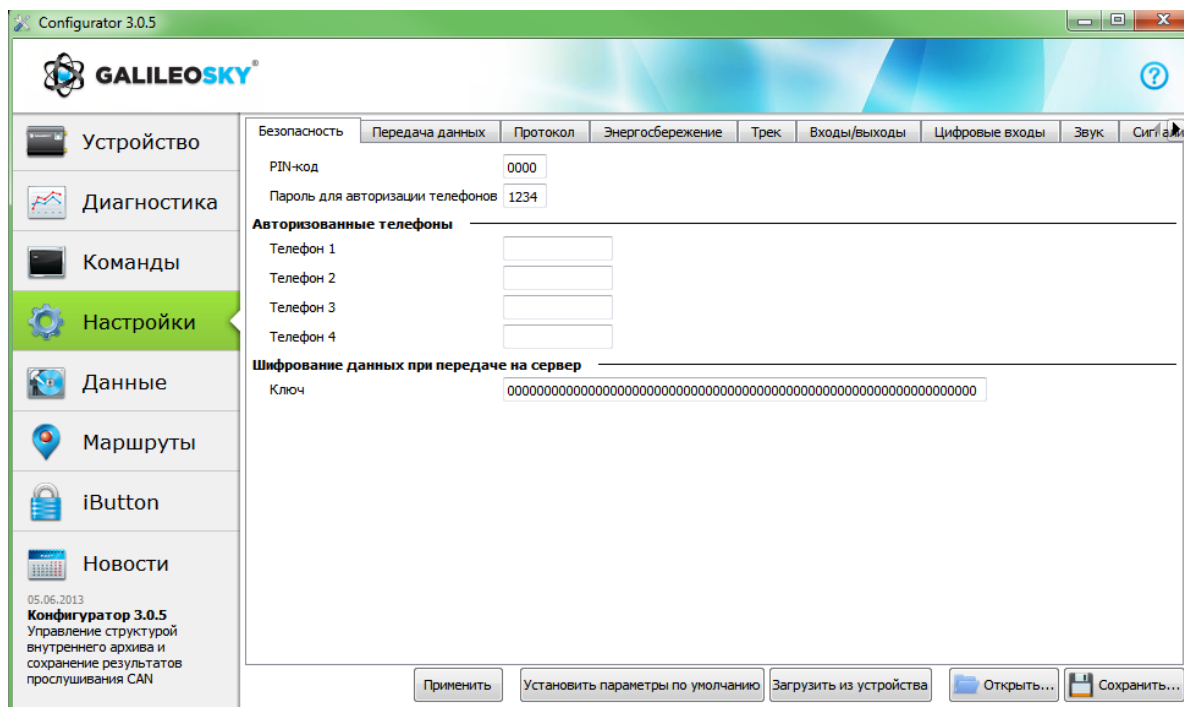 Configurator 3.0.5
GALILEOSKY®
Устройство
Диагностика
Команды
Настройки
Данные
Маршруты
iButton
Новости
05.06.2013
Конфигуратор 3.0.5
Управление структурой
внутреннего архива и
сохранение результатов
прослушивания CAN
Безопасность Передача данных Протокол Энергосбережение Трек Входы/выходы Цифровые входы Звук
PIN-код 0000
Пароль для авторизации телефонов 1234
Авторизованные телефоны
Телефон 1
Телефон 2
Телефон 3
Телефон 4
Шифрование данных при передаче на сервер
Ключ 0000000000000000000000000000000000000000000000000000000000000000
Применить Установить параметры по умолчанию Загрузить из устройства Открыть... Сохранить...